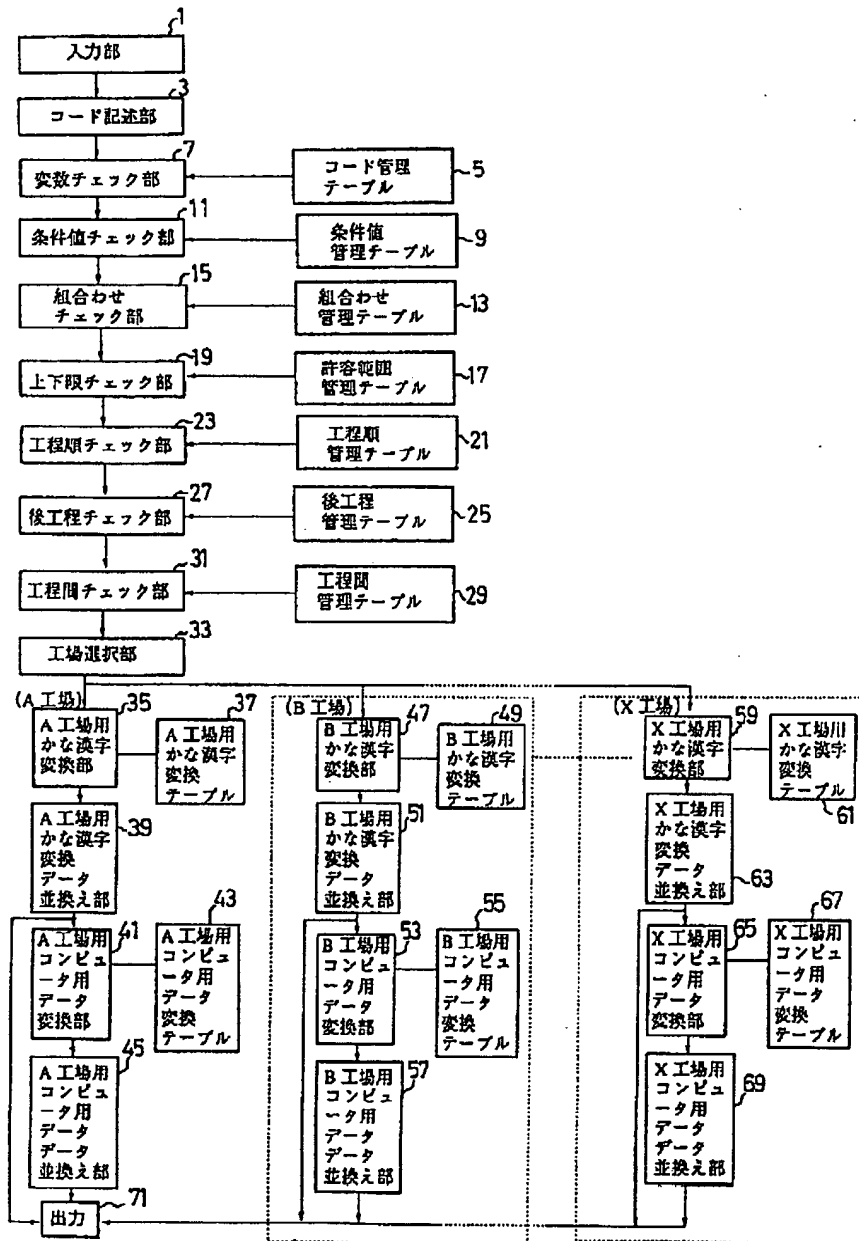 1
入力部
3
コード記述部
7
変数チェック部
コード管理
テーブル
5
11
条件値チェック部
条件値
管理テーブル
9
15
組合わせ
チェック部
組合わせ
管理テーブル
13
19
上下限チェック部
許容範囲
管理テーブル
17
23
工程順チェック部
工程順
管理テーブル
21
27
後工程チェック部
後工程
管理テーブル
25
31
工程間チェック部
工程間
管理テーブル
29
33
工場選択部
(A工場)
35
A工場用
かな漢字
変換部
37
A工場用
かな漢字
変換
テーブル
39
A工場用
かな漢字
変換
データ
並換え部
41
A工場用
コンピュ
ータ用
データ
変換部
43
A工場用
コンピュ
ータ用
データ
変換
テーブル
45
A工場用
コンピュ
ータ用
データ
データ
並換え部
71
出力
(B工場)
47
B工場用
かな漢字
変換部
49
B工場用
かな漢字
変換
テーブル
51
B工場用
かな漢字
変換
データ
並換え部
53
B工場用
コンピュ
ータ用
データ
変換部
55
B工場用
コンピュ
ータ用
データ
変換
テーブル
57
B工場用
コンピュ
ータ用
データ
データ
並換え部
(X工場)
59
X工場用
かな漢字
変換部
X工場用
かな漢字
変換
テーブル
61
X工場用
かな漢字
変換
データ
並換え部
63
65
X工場用
コンピュ
ータ用
データ
変換部
67
X工場用
コンピュ
ータ用
データ
変換
テーブル
X工場用
コンピュ
ータ用
データ
データ
並換え部
69